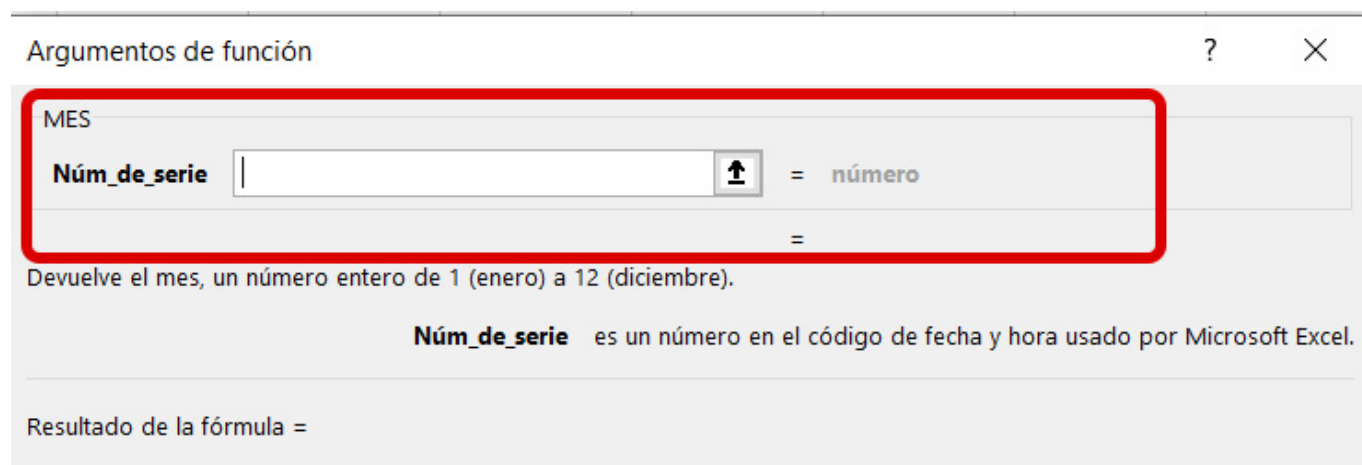 Argumentos de función ? ×
MES
Núm_de_serie = número
=
Devuelve el mes, un número entero de 1 (enero) a 12 (diciembre).
Núm_de_serie es un número en el código de fecha y hora usado por Microsoft Excel.
Resultado de la fórmula =